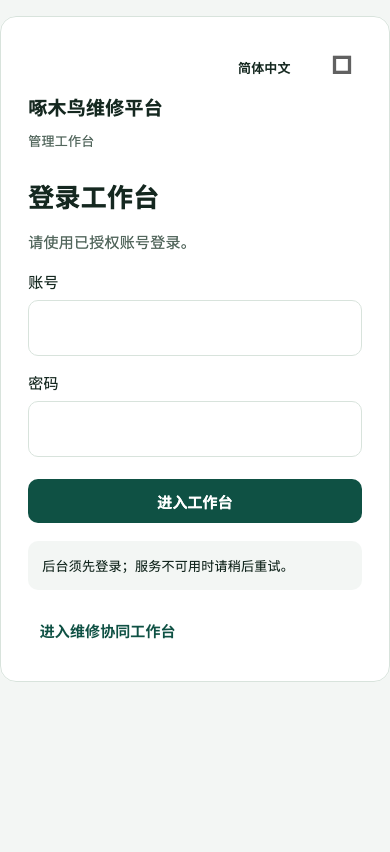 简体中文
啄木鸟维修平台
管理工作台
登录工作台
请使用已授权账号登录。
账号
密码
进入工作台
后台须先登录；服务不可用时请稍后重试。
进入维修协同工作台